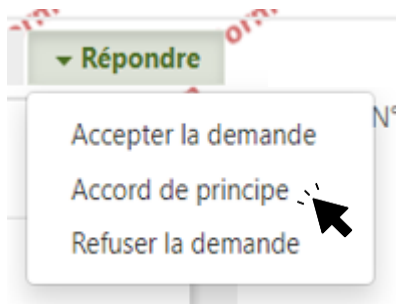 Répondre
Accepter la demande
N°
Accord de principe
Refuser la demande